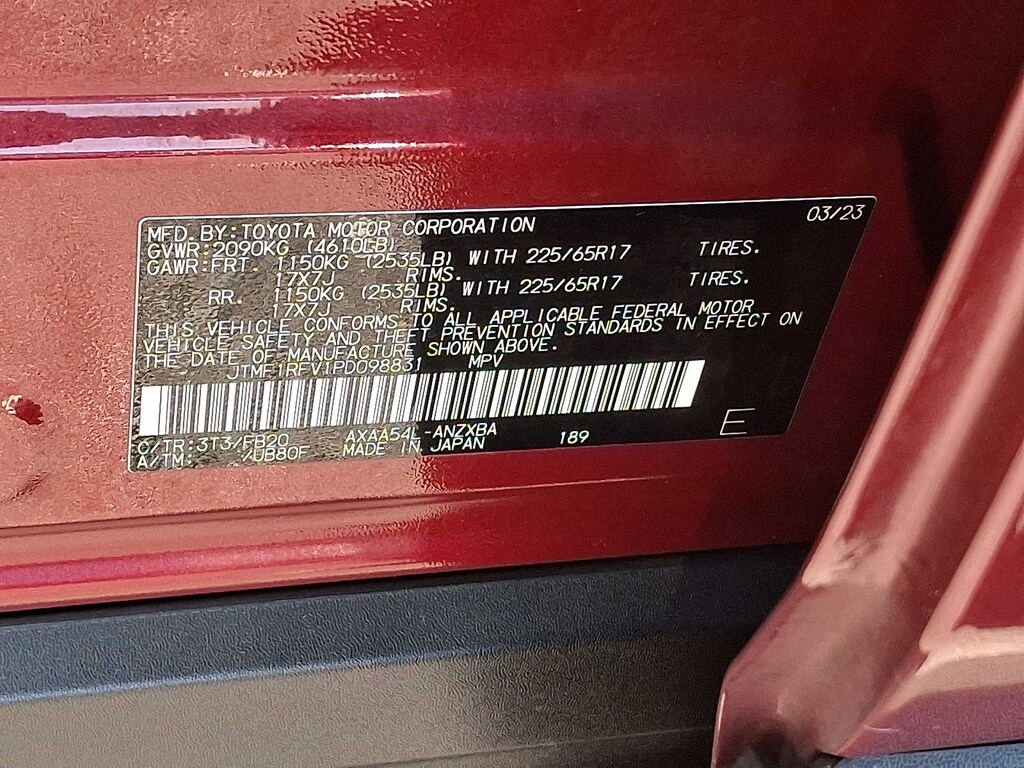 03/23
MFD. BY: TOYOTA MOTOR CORPORATION
GVWR: 2090KG (4610LB)
GAWR: FRT. 1150KG (2535LB) WITH 225/65R17 TIRES.
17X7J RIMS.
RR. 1150KG (2535LB) WITH 225/65R17 TIRES.
17X7J RIMS.
THIS VEHICLE CONFORMS TO ALL APPLICABLE FEDERAL MOTOR
VEHICLE SAFETY AND THEFT PREVENTION STANDARDS IN EFFECT ON
THE DATE OF MANUFACTURE SHOWN ABOVE.
JTMF1RFV1PD098831 MPV
C/TR: 3T3/FB20 AXAA54L-ANZXBA 189 E
A/TM /UB80F MADE IN JAPAN